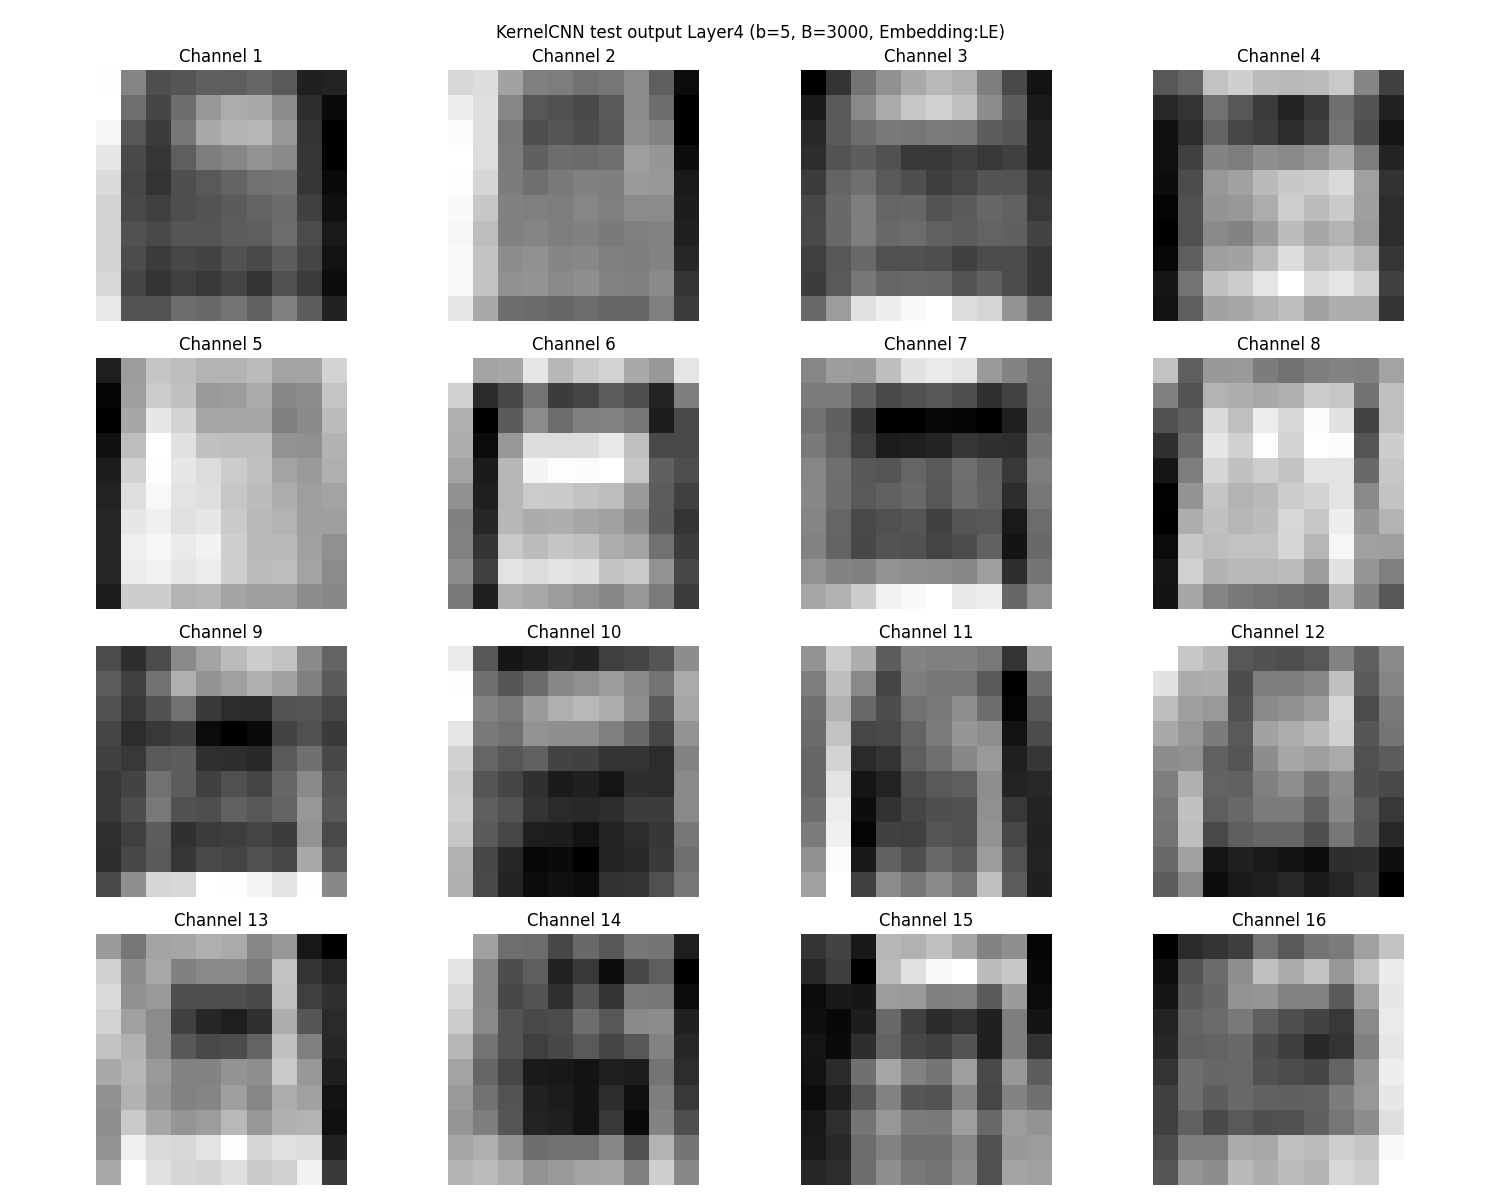 KernelCNN test output Layer4 (b=5, B=3000, Embedding:LE)
Channel 1
Channel 2
Channel 3
Channel 4
Channel 5
Channel 6
Channel 7
Channel 8
Channel 9
Channel 10
Channel 11
Channel 12
Channel 13
Channel 14
Channel 15
Channel 16